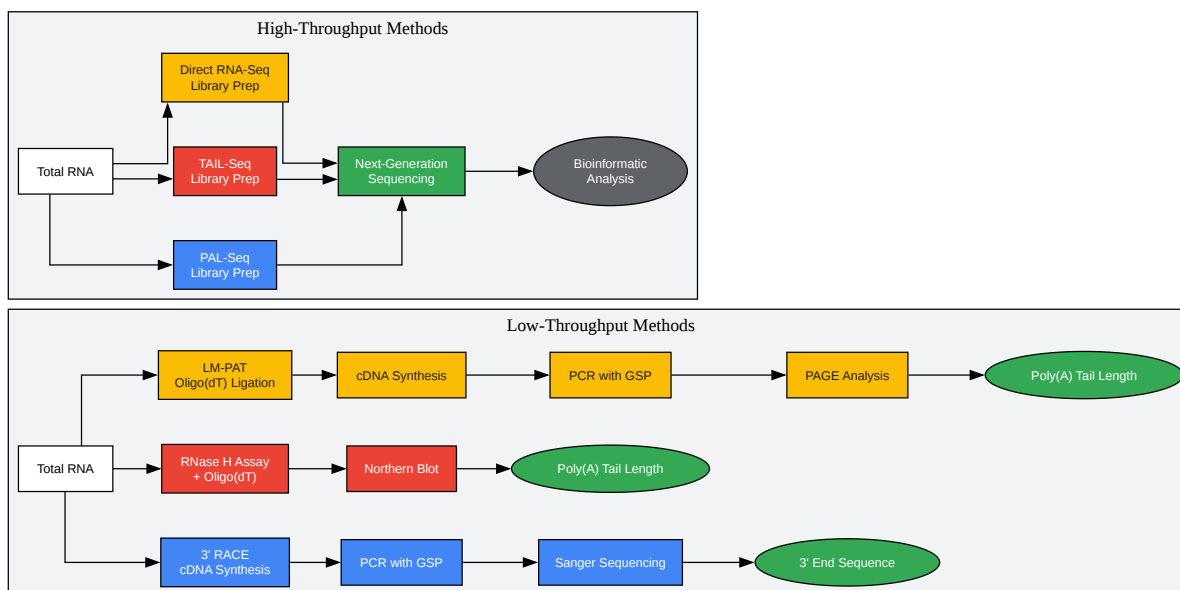 High-Throughput Methods
Direct RNA-Seq
Library Prep
Total RNA
TAIL-Seq
Library Prep
Next-Generation
Sequencing
Bioinformatic
Analysis
PAL-Seq
Library Prep
Low-Throughput Methods
LM-PAT
Oligo(dT) Ligation
cDNA Synthesis
PCR with GSP
PAGE Analysis
Poly(A) Tail Length
Total RNA
RNase H Assay
+ Oligo(dT)
Northern Blot
Poly(A) Tail Length
3' RACE
cDNA Synthesis
PCR with GSP
Sanger Sequencing
3' End Sequence